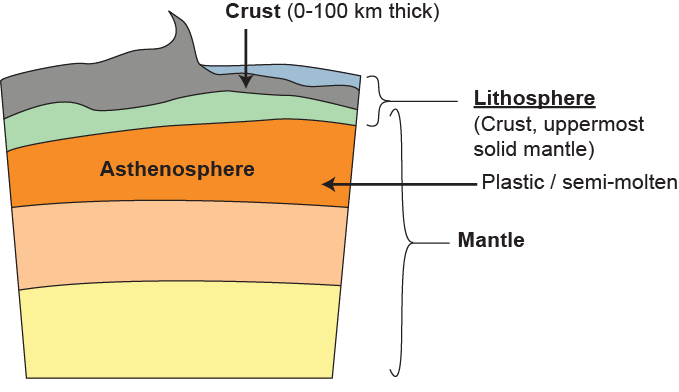 Crust (0-100 km thick)
Lithosphere
(Crust, uppermost
solid mantle)
Asthenosphere
Plastic / semi-molten
Mantle